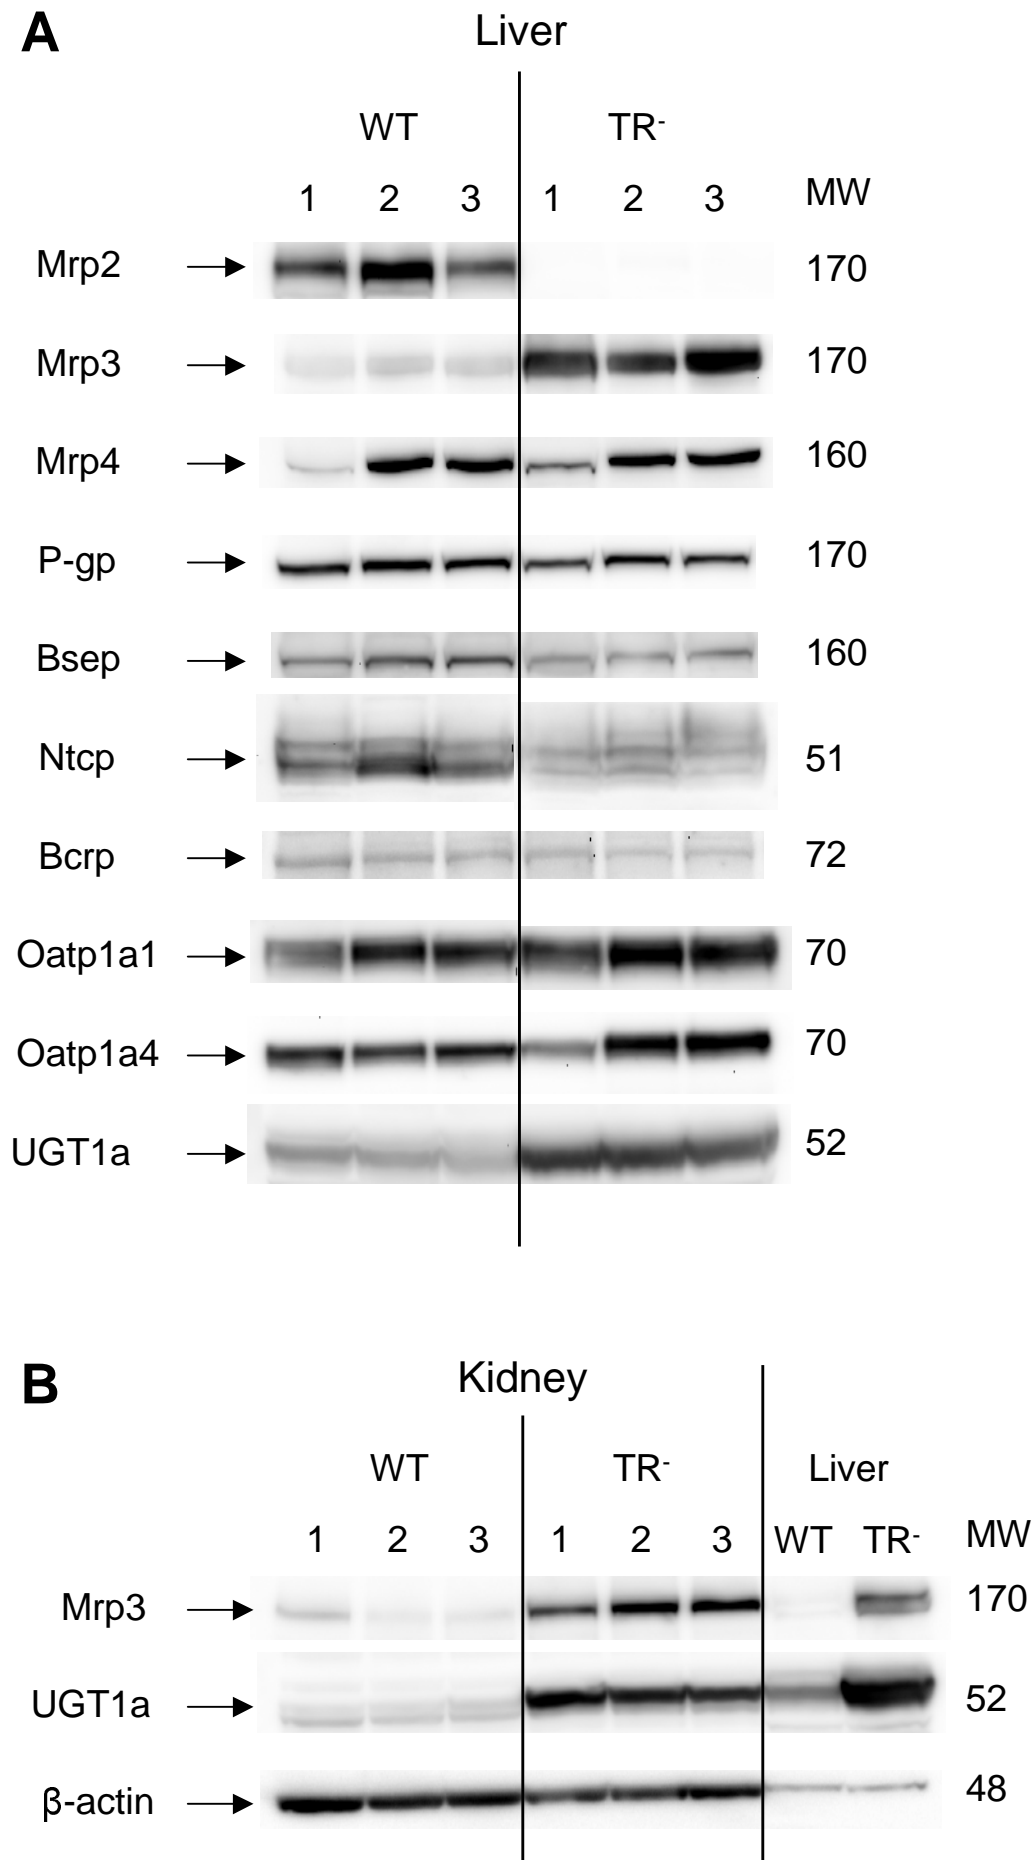 A
Liver
WT TR-
1 2 3 1 2 3 MW
Mrp2 170
Mrp3 170
Mrp4 160
P-gp 170
Bsep 160
Ntcp 51
Bcrp 72
Oatp1a1 70
Oatp1a4 70
UGT1a 52
B
Kidney
WT TR- Liver
1 2 3 1 2 3 WT TR- MW
Mrp3 170
UGT1a 52
β-actin 48